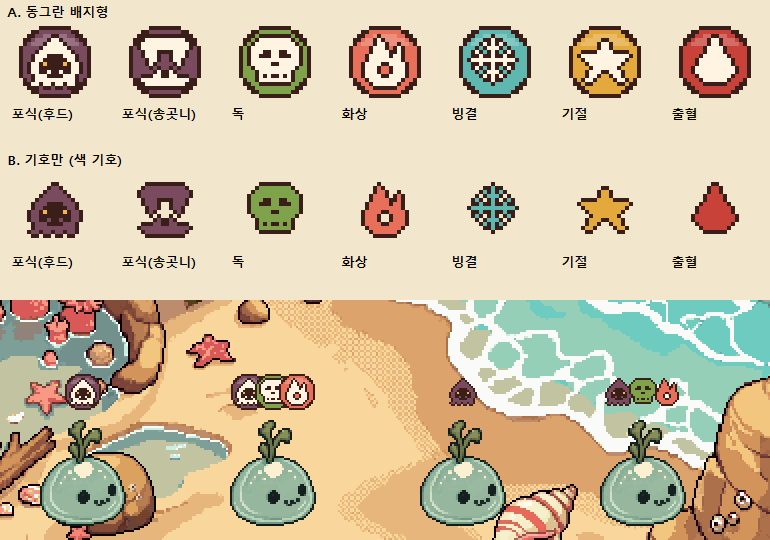 A. 동그란 배지형
포식(후드) 포식(송곳니) 독 화상 빙결 기절 출혈
B. 기호만 (색 기호)
포식(후드) 포식(송곳니) 독 화상 빙결 기절 출혈